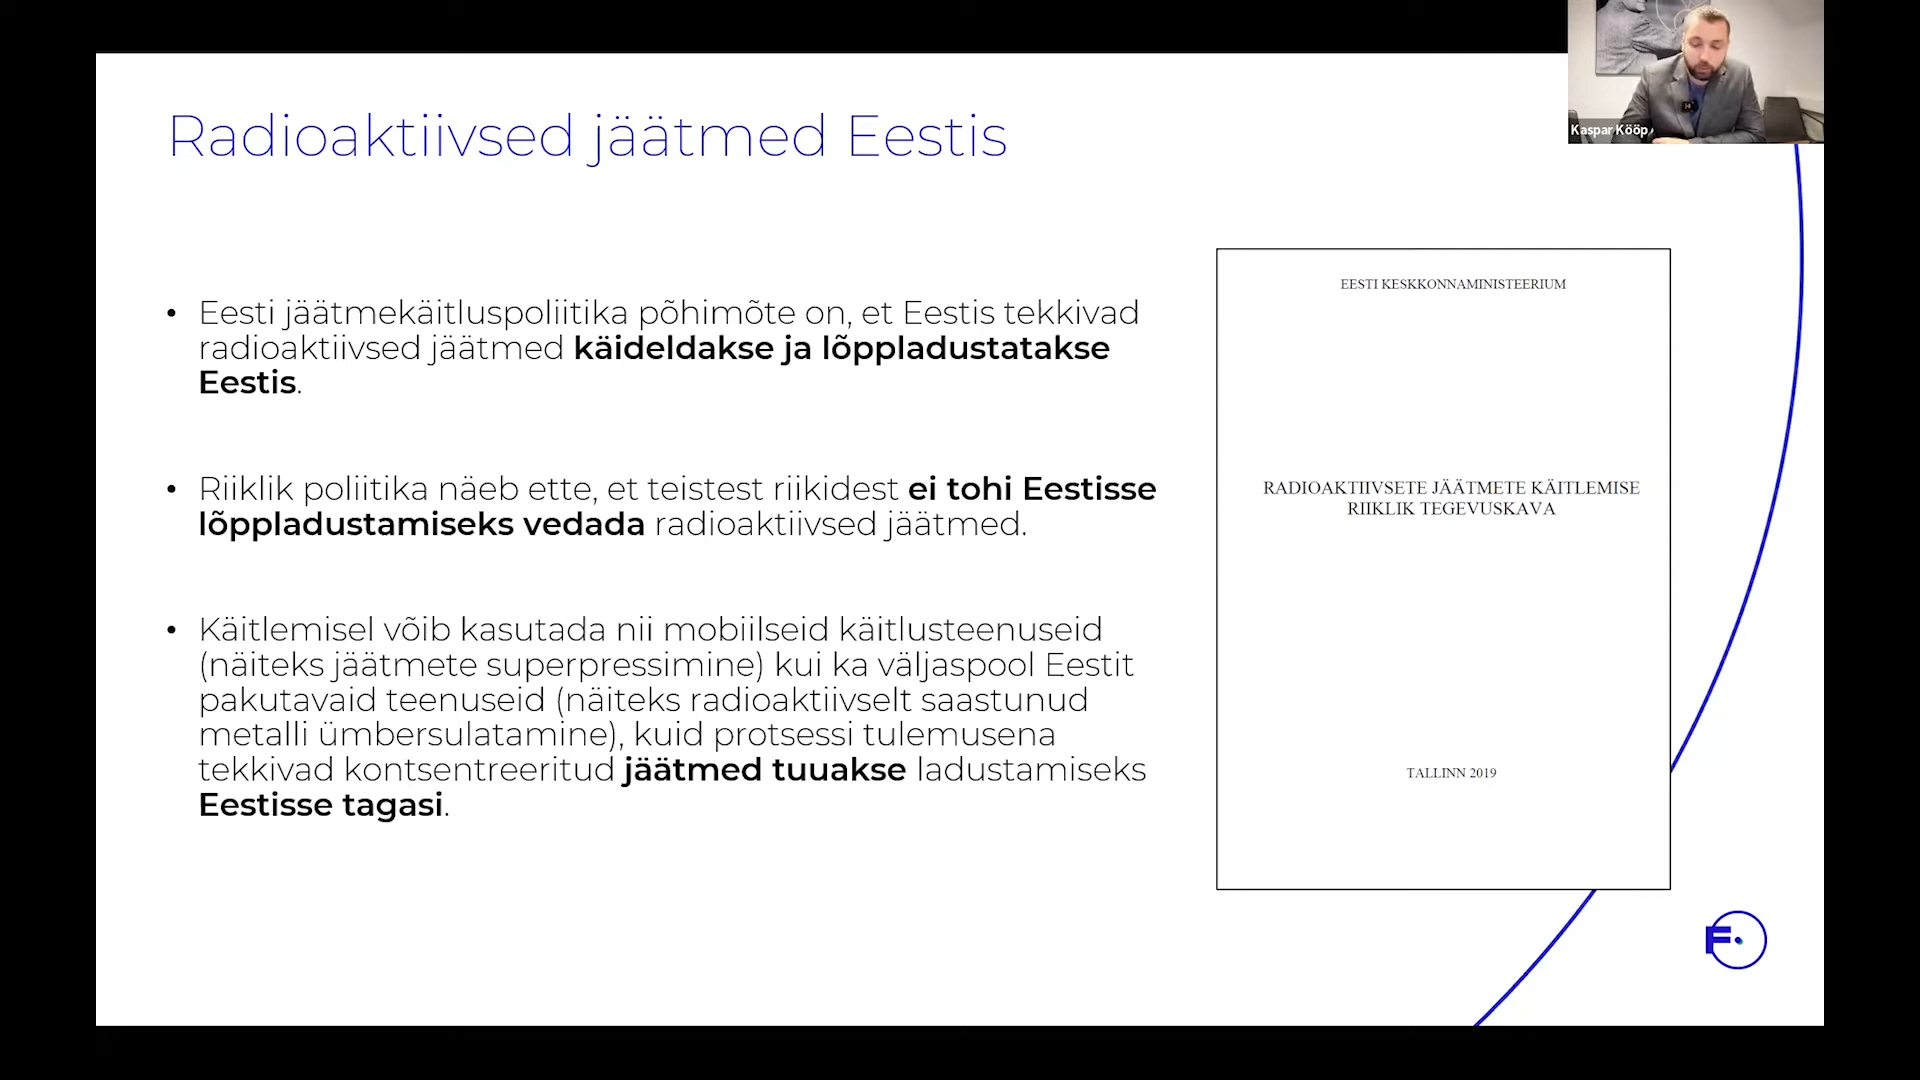 Kaspar Kööp
Radioaktiivsed jäätmed Eestis
• Eesti jäätmekäitluspoliitika põhimõte on, et Eestis tekkivad
radioaktiivsed jäätmed käideldakse ja lõppladustatakse
Eestis.
• Riiklik poliitika näeb ette, et teistest riikidest ei tohi Eestisse
lõppladustamiseks vedada radioaktiivsed jäätmed.
• Käitlemisel võib kasutada nii mobiilseid käitlusteenuseid
(näiteks jäätmete superpressimine) kui ka väljaspool Eestit
pakutavaid teenuseid (näiteks radioaktiivselt saastunud
metalli ümbersulatamine), kuid protsessi tulemusena
tekkivad kontsentreeritud jäätmed tuuakse ladustamiseks
Eestisse tagasi.
EESTI KESKKONNAMINISTEERIUM
RADIOAKTIIVSETE JÄÄTMETE KÄITLEMISE
RIIKLIK TEGEVUSKAVA
TALLINN 2019
F